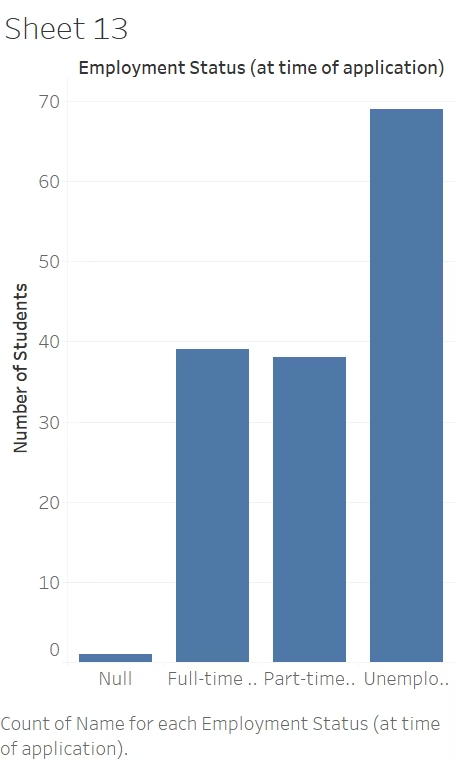 Sheet 13
Employment Status (at time of application)
70
60
50
40
30
20
10
0
Number of Students
Null Full-time .. Part-time.. Unemplo..
Count of Name for each Employment Status (at time
of application).